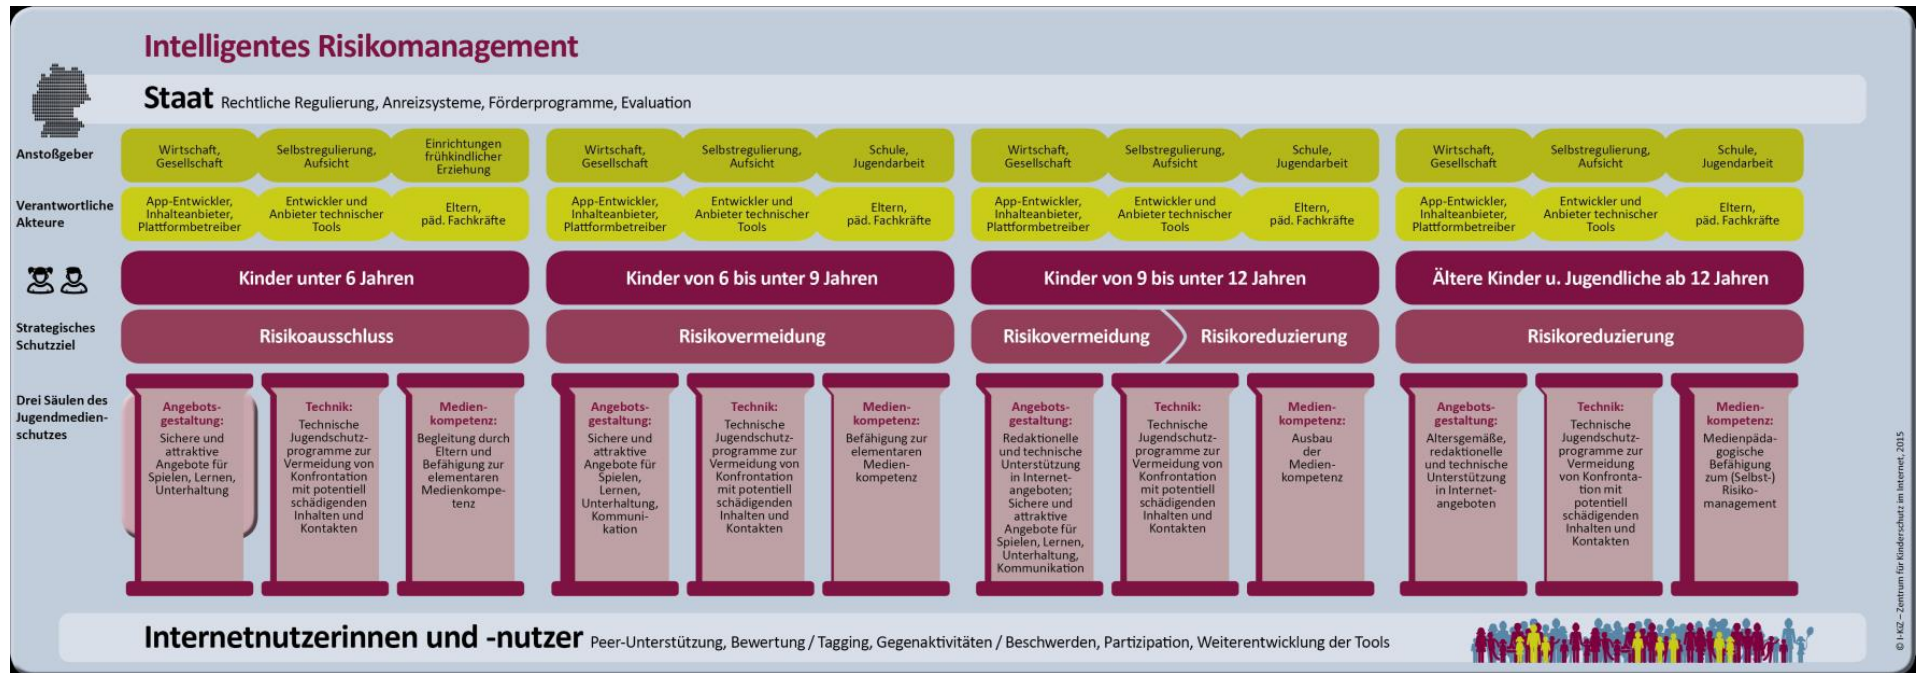 Intelligentes Risikomanagement
Staat Rechtliche Regulierung, Anreizsysteme, Förderprogramme, Evaluation
Anstoßgeber
Wirtschaft,
Gesellschaft
Selbstregulierung,
Aufsicht
Einrichtungen
frühkindlicher
Erziehung
Wirtschaft,
Gesellschaft
Selbstregulierung,
Aufsicht
Schule,
Jugendarbeit
Wirtschaft,
Gesellschaft
Selbstregulierung,
Aufsicht
Schule,
Jugendarbeit
Wirtschaft,
Gesellschaft
Selbstregulierung,
Aufsicht
Schule,
Jugendarbeit
Verantwortliche
Akteure
App-Entwickler,
Inhalteanbieter,
Plattformbetreiber
Entwickler und
Anbieter technischer
Tools
Eltern,
päd. Fachkräfte
App-Entwickler,
Inhalteanbieter,
Plattformbetreiber
Entwickler und
Anbieter technischer
Tools
Eltern,
päd. Fachkräfte
App-Entwickler,
Inhalteanbieter,
Plattformbetreiber
Entwickler und
Anbieter technischer
Tools
Eltern,
päd. Fachkräfte
App-Entwickler,
Inhalteanbieter,
Plattformbetreiber
Entwickler und
Anbieter technischer
Tools
Eltern,
päd. Fachkräfte
Kinder unter 6 Jahren
Kinder von 6 bis unter 9 Jahren
Kinder von 9 bis unter 12 Jahren
Ältere Kinder u. Jugendliche ab 12 Jahren
Strategisches
Schutzziel
Risikoausschluss
Risikovermeidung
Risikovermeidung
Risikoreduzierung
Risikoreduzierung
Drei Säulen des
Jugendmedien-
schutzes
Angebots-
gestaltung:
Sichere und
attraktive
Angebote für
Spielen, Lernen,
Unterhaltung
Technik:
Technische
Jugendschutz-
programme zur
Vermeidung von
Konfrontation
mit potentiell
schädigenden
Inhalten und
Kontakten
Medien-
kompetenz:
Begleitung durch
Eltern und
Befähigung zur
elementaren
Medienkompe-
tenz
Angebots-
gestaltung:
Sichere und
attraktive
Angebote für
Spielen,
Lernen,
Unterhaltung,
Kommuni-
kation
Technik:
Technische
Jugendschutz-
programme zur
Vermeidung von
Konfrontation
mit potentiell
schädigenden
Inhalten und
Kontakten
Medien-
kompetenz:
Befähigung zur
elementaren
Medien-
kompetenz
Angebots-
gestaltung:
Redaktionelle
und technische
Unterstützung
in Internet-
angeboten;
Sichere und
attraktive
Angebote für
Spielen, Lernen,
Unterhaltung,
Kommunikation
Technik:
Technische
Jugendschutz-
programme zur
Vermeidung von
Konfrontation
mit potentiell
schädigenden
Inhalten und
Kontakten
Medien-
kompetenz:
Ausbau
der
Medien-
kompetenz
Angebots-
gestaltung:
Altersgemäße,
redaktionelle
und technische
Unterstützung
in Internet-
angeboten
Technik:
Technische
Jugendschutz-
programme zur
Vermeidung
von Konfronta-
tion mit
potentiell
schädigenden
Inhalten und
Kontakten
Medien-
kompetenz:
Medienpäda-
gogische
Befähigung
zum (Selbst-)
Risiko-
management
Internetnutzerinnen und -nutzer Peer-Unterstützung, Bewertung / Tagging, Gegenaktivitäten / Beschwerden, Partizipation, Weiterentwicklung der Tools
© I-KiZ – Zentrum für Kinderschutz im Internet, 2015